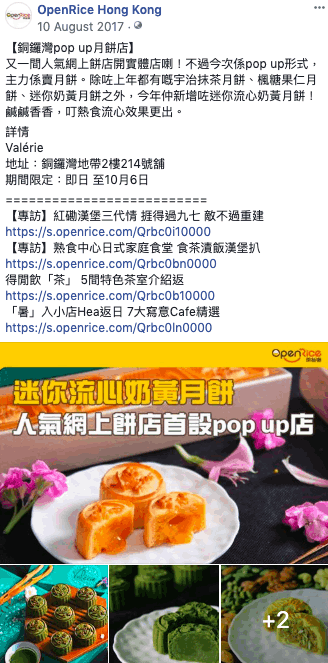 OpenRice Hong Kong
10 August 2017 ·
【銅鑼灣pop up月餅店】
又一間人氣網上餅店開實體店喇！不過今次係pop up形式，
主力係賣月餅。除咗上年都有嘅宇治抹茶月餅、楓糖果仁月
餅、迷你奶黃月餅之外，今年仲新增咗迷你流心奶黃月餅！
鹹鹹香香，叮熱食流心效果更出。
詳情
Valérie
地址：銅鑼灣地帶2樓214號舖
期間限定：即日 至10月6日
==========================
【專訪】紅磡漢堡三代情 捱得過九七 敵不過重建
https://s.openrice.com/Qrbc0i10000
【專訪】熟食中心日式家庭食堂 食茶漬飯漢堡扒
https://s.openrice.com/Qrbc0bn0000
得閒飲「茶」 5間特色茶室介紹返
https://s.openrice.com/Qrbc0b10000
「暑」入小店Hea返日 7大寫意Cafe精選
https://s.openrice.com/Qrbc0ln0000
OpenRice
開飯喇
迷你流心奶黃月餅
人氣網上餅店首設pop up店
+2